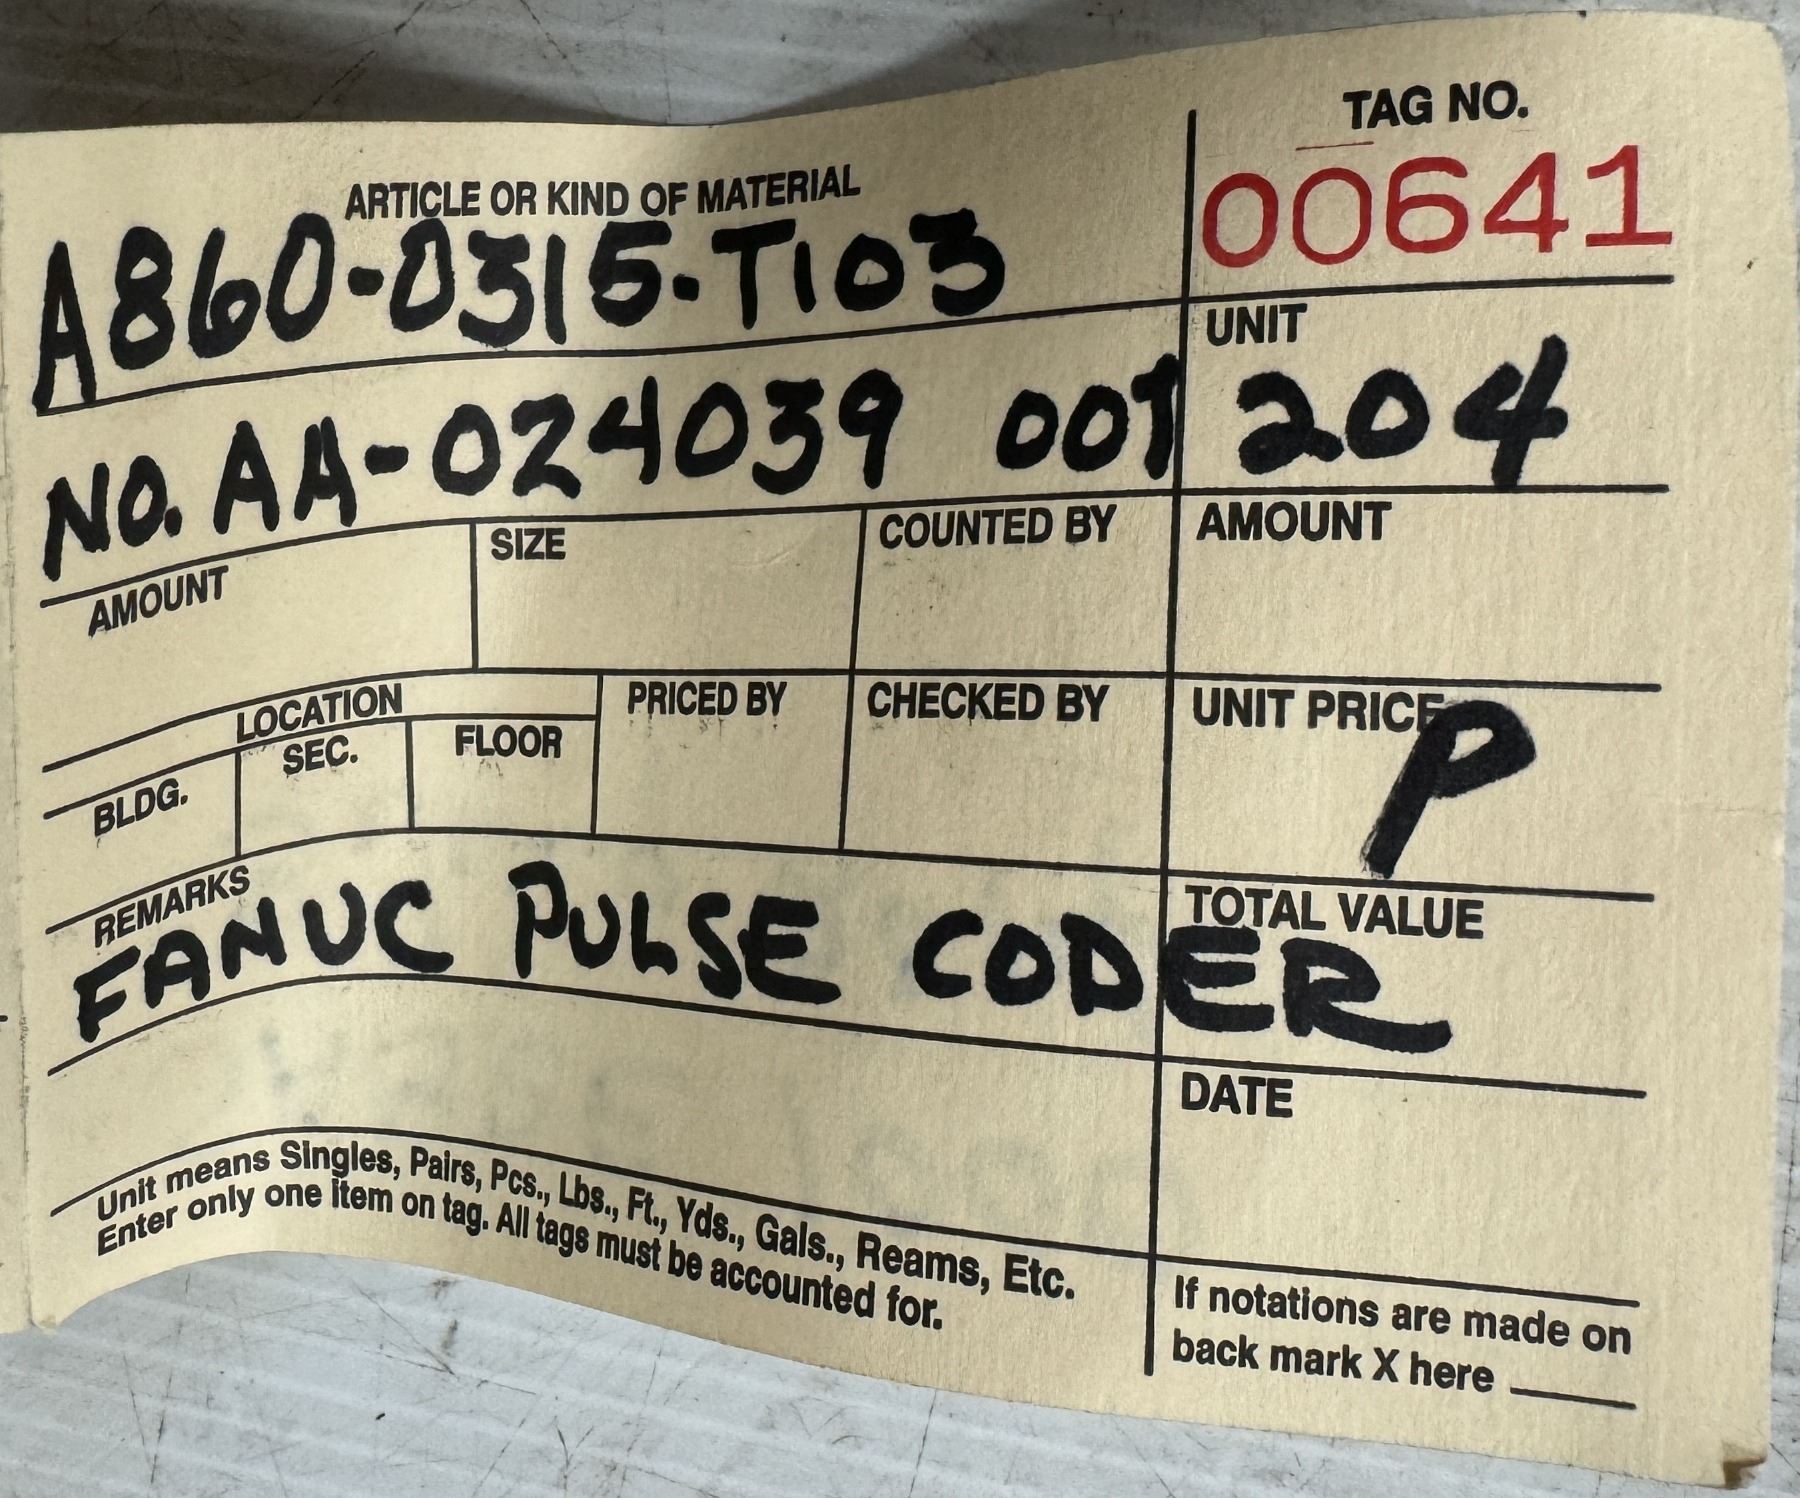 TAG NO.
00641
ARTICLE OR KIND OF MATERIAL
A860-0315-T103
UNIT
NO. AA-024039 001 204
AMOUNT
SIZE
COUNTED BY
AMOUNT
LOCATION
BLDG.
SEC.
FLOOR
PRICED BY
CHECKED BY
UNIT PRICE
P
REMARKS
TOTAL VALUE
FANUC PULSE CODER
DATE
Unit means Singles, Pairs, Pcs., Lbs., Ft., Yds., Gals., Reams, Etc.
Enter only one item on tag. All tags must be accounted for.
If notations are made on
back mark X here ____